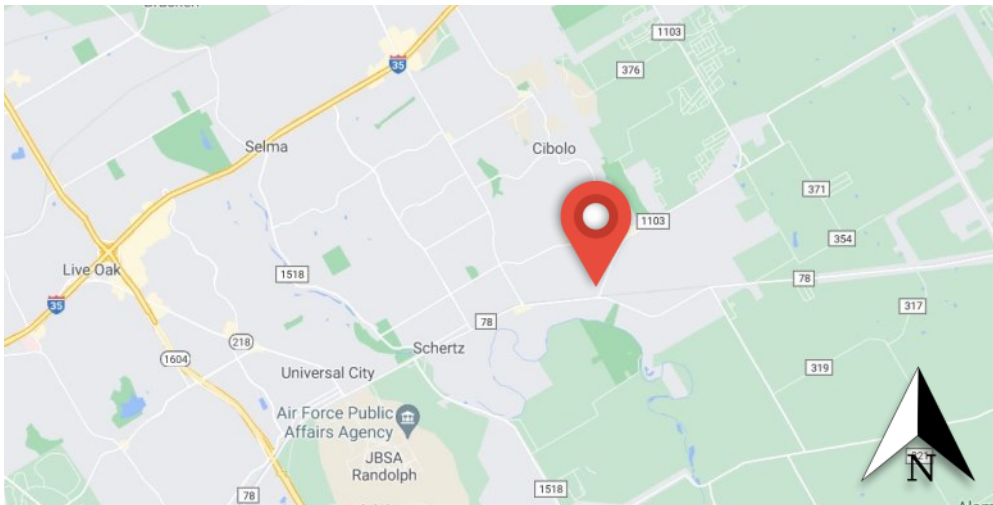 1103
35
376
Selma
Cibolo
371
1103
354
Live Oak
1518
78
35
317
78
218
Schertz
1604
319
Universal City
Air Force Public
Affairs Agency
JBSA
Randolph
N
78
1518